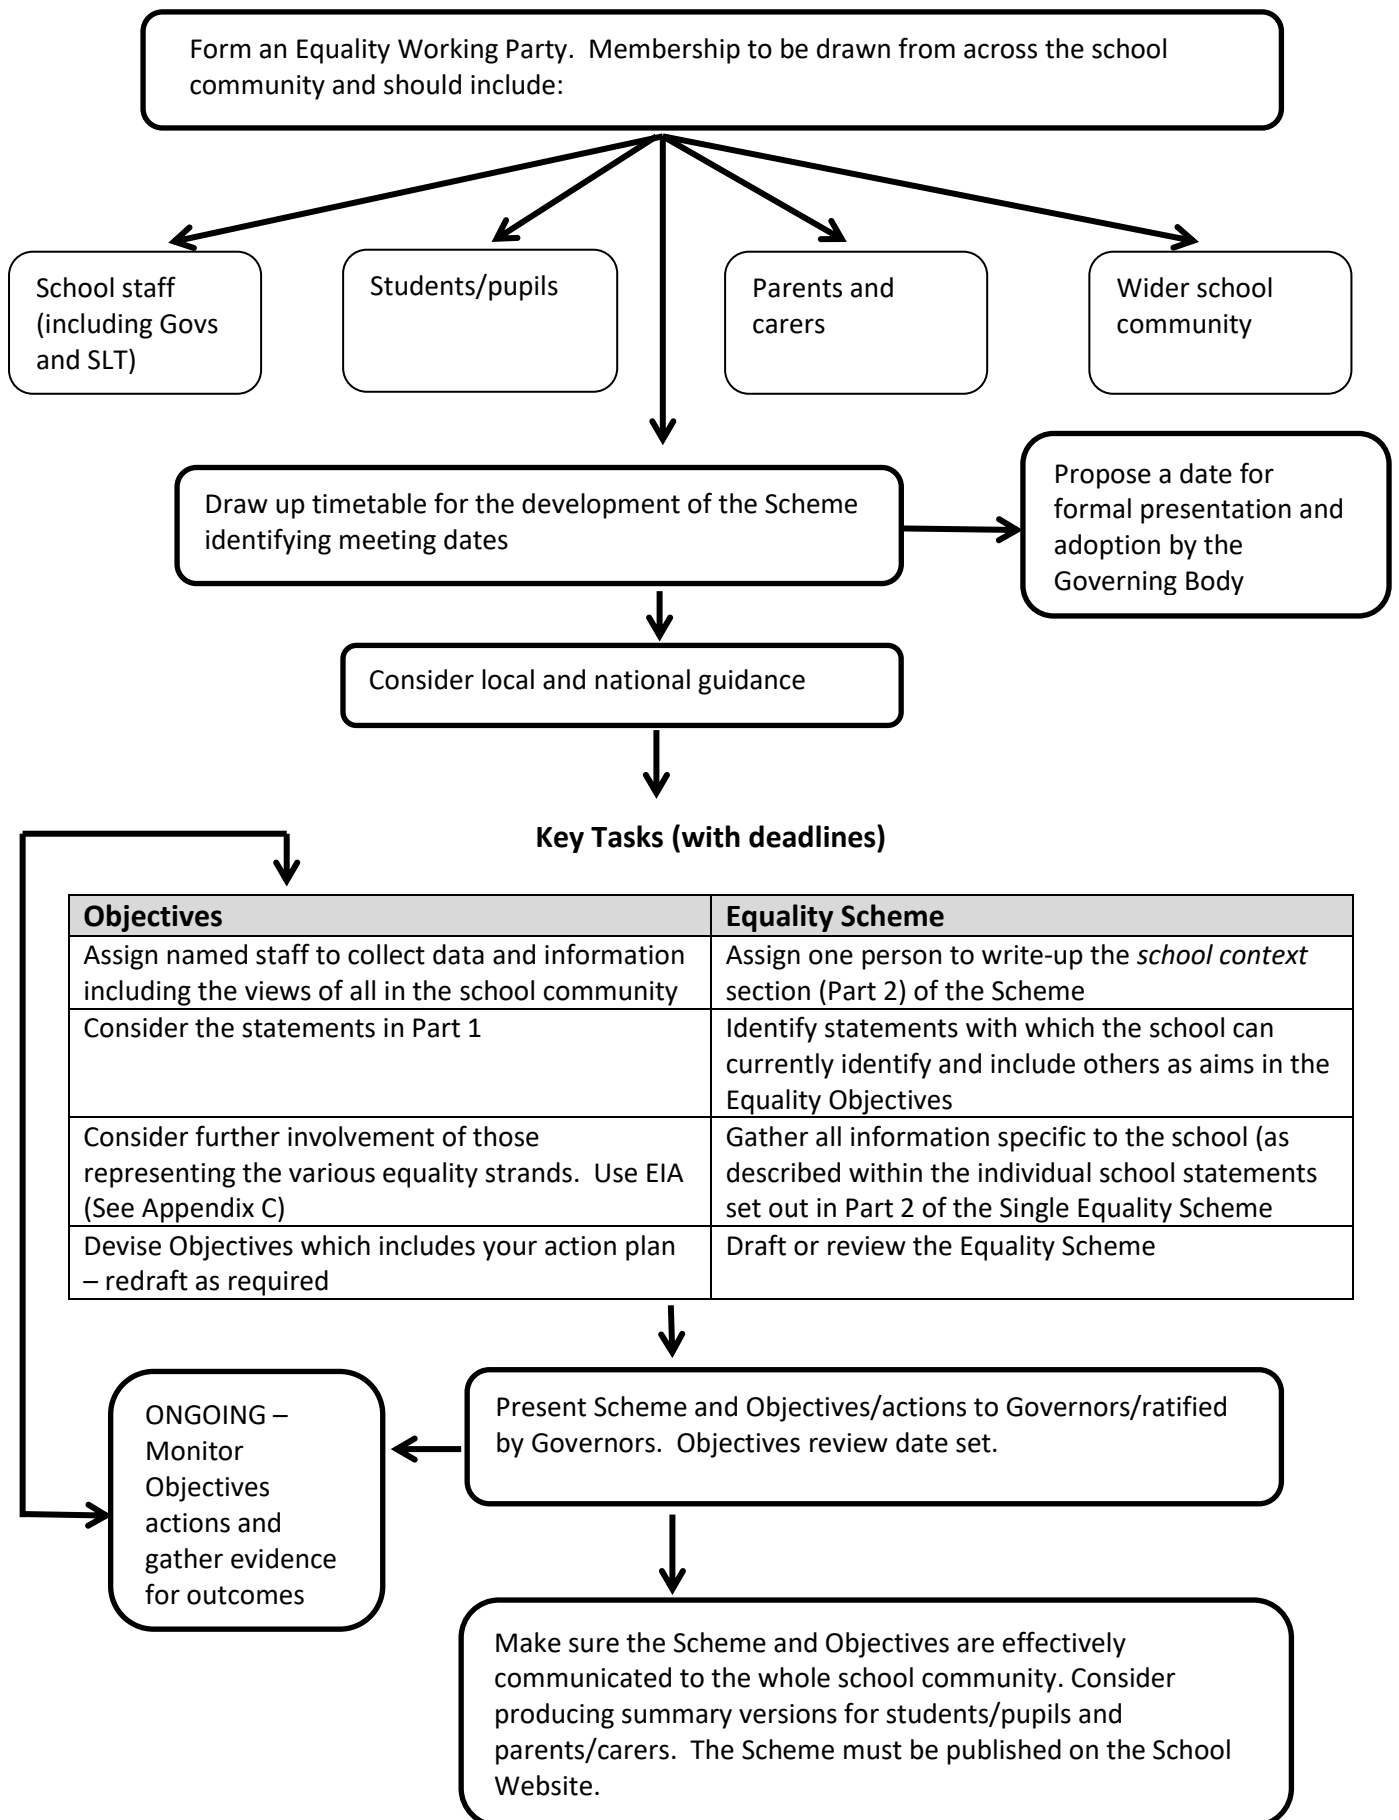 Form an Equality Working Party.  Membership to be drawn from across the school
community and should include:
School staff
(including Govs
and SLT)
Students/pupils
Parents and
carers
Wider school
community
Draw up timetable for the development of the Scheme
identifying meeting dates
Propose a date for
formal presentation and
adoption by the
Governing Body
Consider local and national guidance
Key Tasks (with deadlines)
Objectives
Equality Scheme
Assign named staff to collect data and information
including the views of all in the school community
Assign one person to write-up the school context
section (Part 2) of the Scheme
Consider the statements in Part 1
Identify statements with which the school can
currently identify and include others as aims in the
Equality Objectives
Consider further involvement of those
representing the various equality strands.  Use EIA
(See Appendix C)
Gather all information specific to the school (as
described within the individual school statements
set out in Part 2 of the Single Equality Scheme
Devise Objectives which includes your action plan
– redraft as required
Draft or review the Equality Scheme
ONGOING –
Monitor
Objectives
actions and
gather evidence
for outcomes
Present Scheme and Objectives/actions to Governors/ratified
by Governors.  Objectives review date set.
Make sure the Scheme and Objectives are effectively
communicated to the whole school community. Consider
producing summary versions for students/pupils and
parents/carers.  The Scheme must be published on the School
Website.